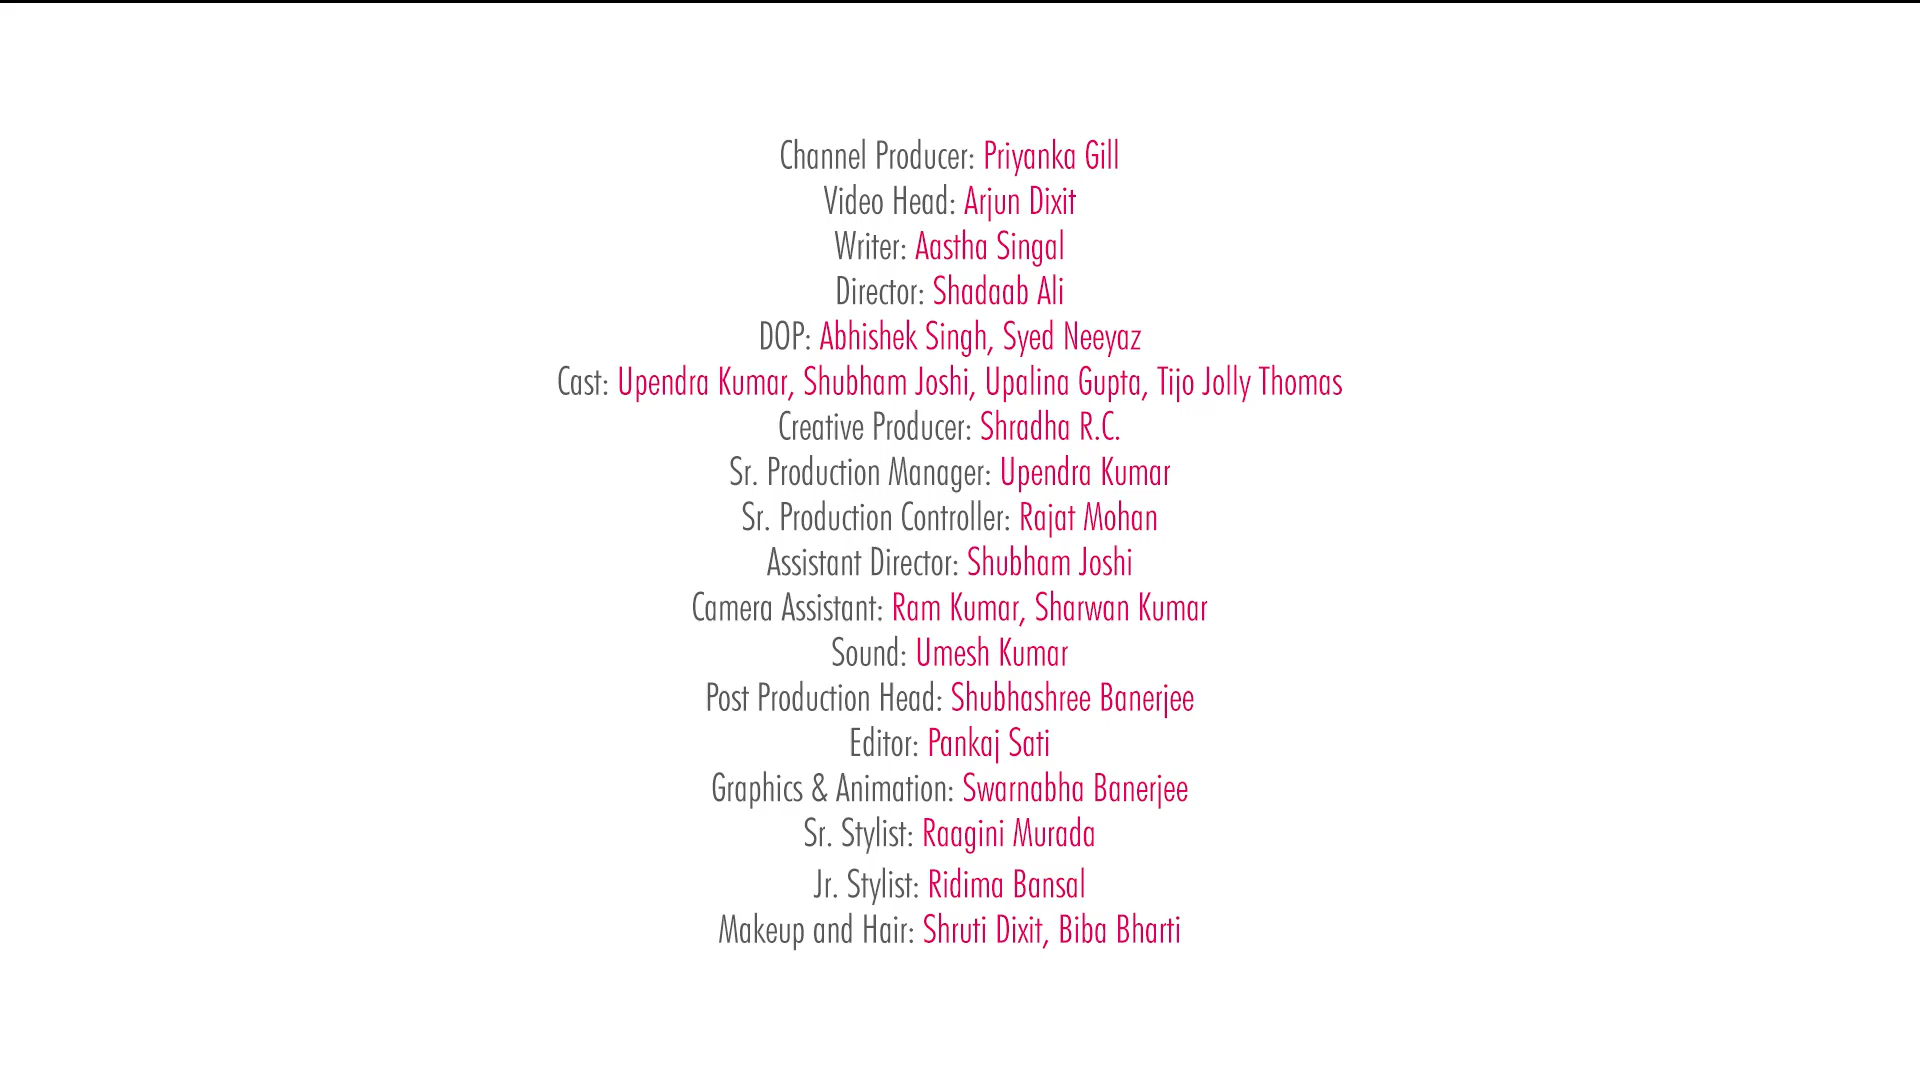 Channel Producer: Priyanka Gill
Video Head: Arjun Dixit
Writer: Aastha Singal
Director: Shadaab Ali
DOP: Abhishek Singh, Syed Neeyaz
Cast: Upendra Kumar, Shubham Joshi, Upalina Gupta, Tijo Jolly Thomas
Creative Producer: Shradha R.C.
Sr. Production Manager: Upendra Kumar
Sr. Production Controller: Rajat Mohan
Assistant Director: Shubham Joshi
Camera Assistant: Ram Kumar, Sharwan Kumar
Sound: Umesh Kumar
Post Production Head: Shubhashree Banerjee
Editor: Pankaj Sati
Graphics & Animation: Swarnabha Banerjee
Sr. Stylist: Raagini Murada
Jr. Stylist: Ridima Bansal
Makeup and Hair: Shruti Dixit, Biba Bharti